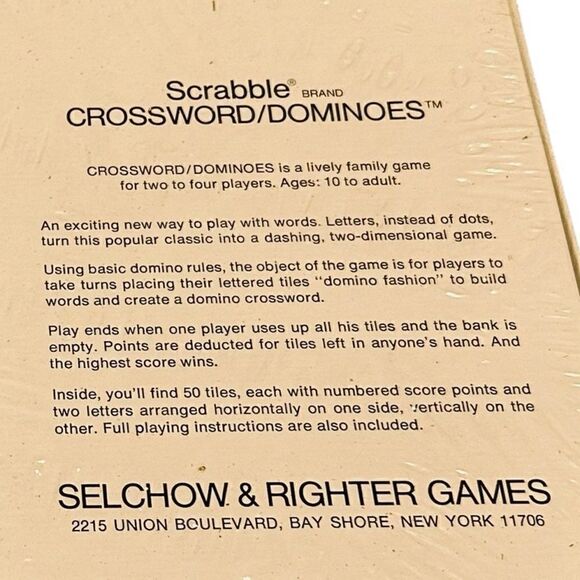 Scrabble® BRAND
CROSSWORD/DOMINOES™
CROSSWORD/DOMINOES is a lively family game
for two to four players. Ages: 10 to adult.
An exciting new way to play with words. Letters, instead of dots,
turn this popular classic into a dashing, two-dimensional game.
Using basic domino rules, the object of the game is for players to
take turns placing their lettered tiles "domino fashion" to build
words and create a domino crossword.
Play ends when one player uses up all his tiles and the bank is
empty. Points are deducted for tiles left in anyone's hand. And
the highest score wins.
Inside, you'll find 50 tiles, each with numbered score points and
two letters arranged horizontally on one side, vertically on the
other. Full playing instructions are also included.
SELCHOW & RIGHTER GAMES
2215 UNION BOULEVARD, BAY SHORE, NEW YORK 11706